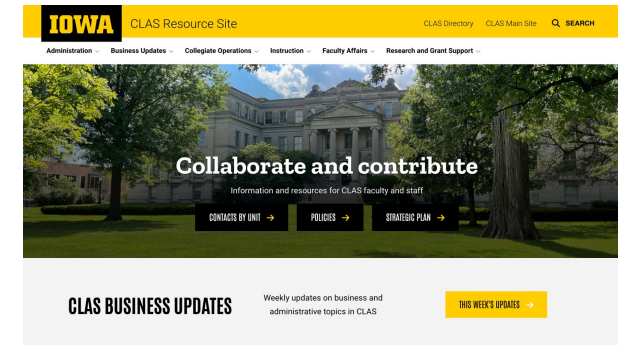 IOWA CLAS Resource Site CLAS Directory CLAS Main Site SEARCH
Administration Business Updates Collegiate Operations Instruction Faculty Affairs Research and Grant Support
Collaborate and contribute
Information and resources for CLAS faculty and staff
CONTACTS BY UNIT → POLICIES → STRATEGIC PLAN →
CLAS BUSINESS UPDATES
Weekly updates on business and
administrative topics in CLAS
THIS WEEK'S UPDATES →